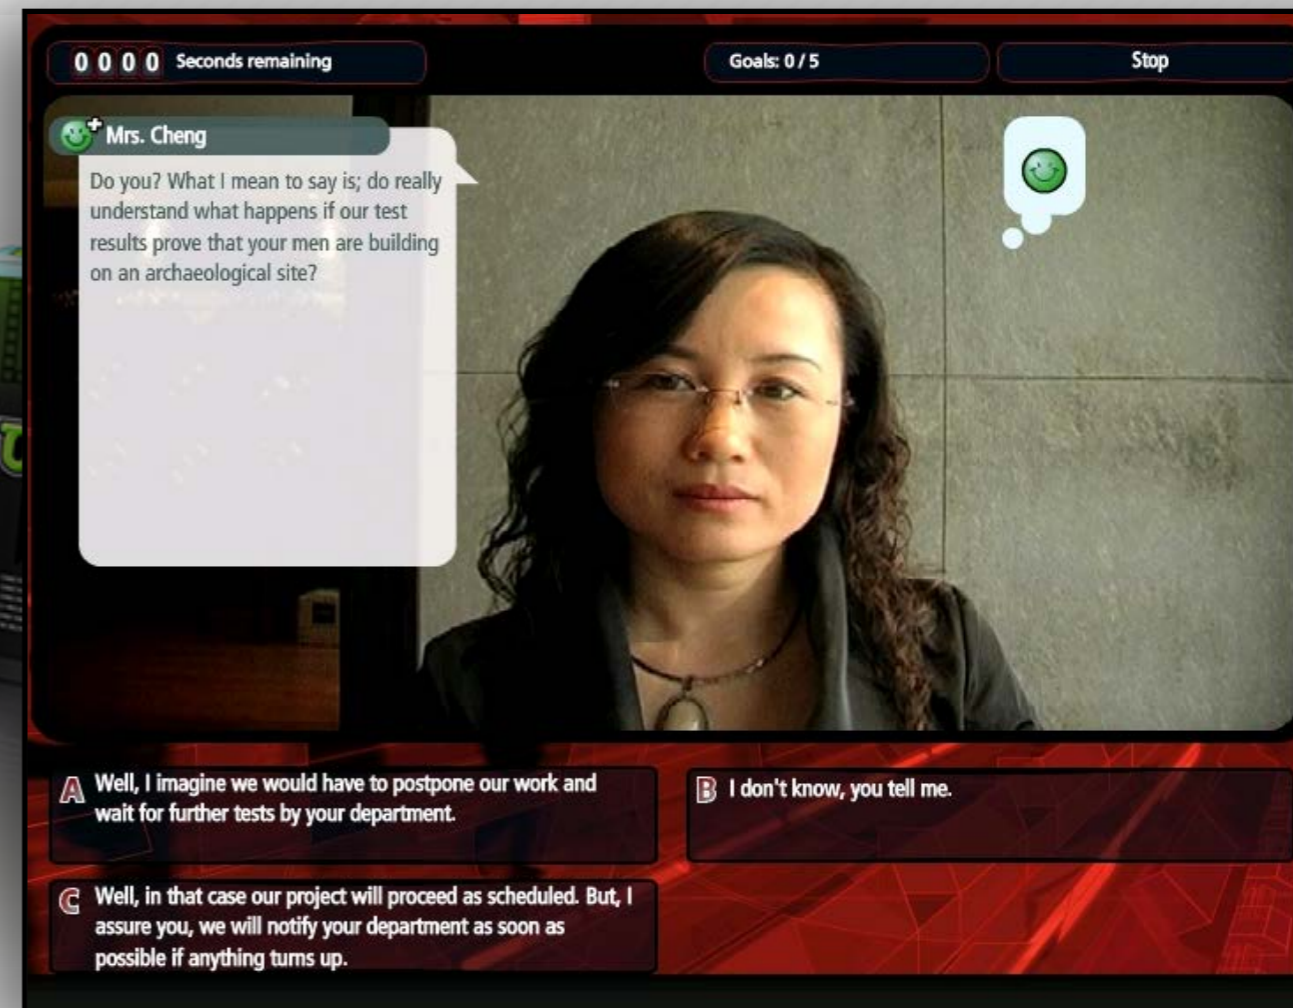 0000 Seconds remaining
Goals: 0 / 5
Stop
Mrs. Cheng
Do you? What I mean to say is; do really
understand what happens if our test
results prove that your men are building
on an archaeological site?
A Well, I imagine we would have to postpone our work and
wait for further tests by your department.
B I don't know, you tell me.
C Well, in that case our project will proceed as scheduled. But, I
assure you, we will notify your department as soon as
possible if anything turns up.